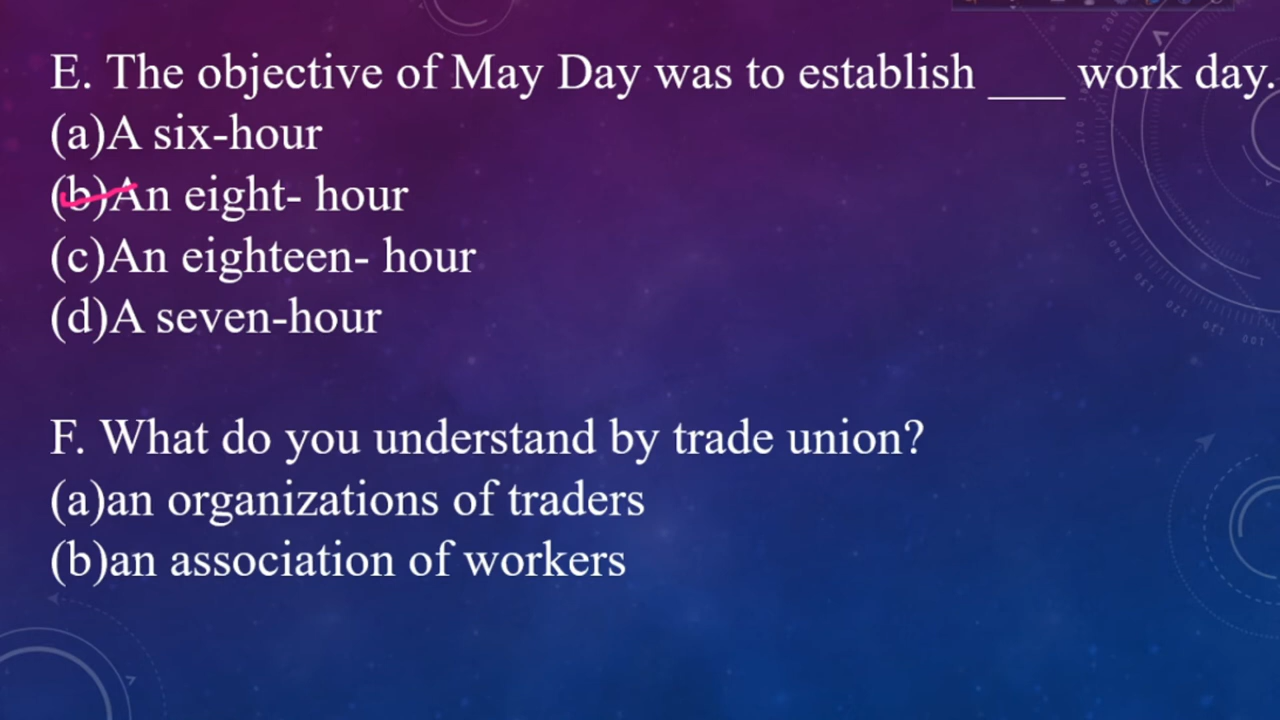 E. The objective of May Day was to establish ___ work day.
(a)A six-hour
(b)An eight- hour
(c)An eighteen- hour
(d)A seven-hour
F. What do you understand by trade union?
(a)an organizations of traders
(b)an association of workers